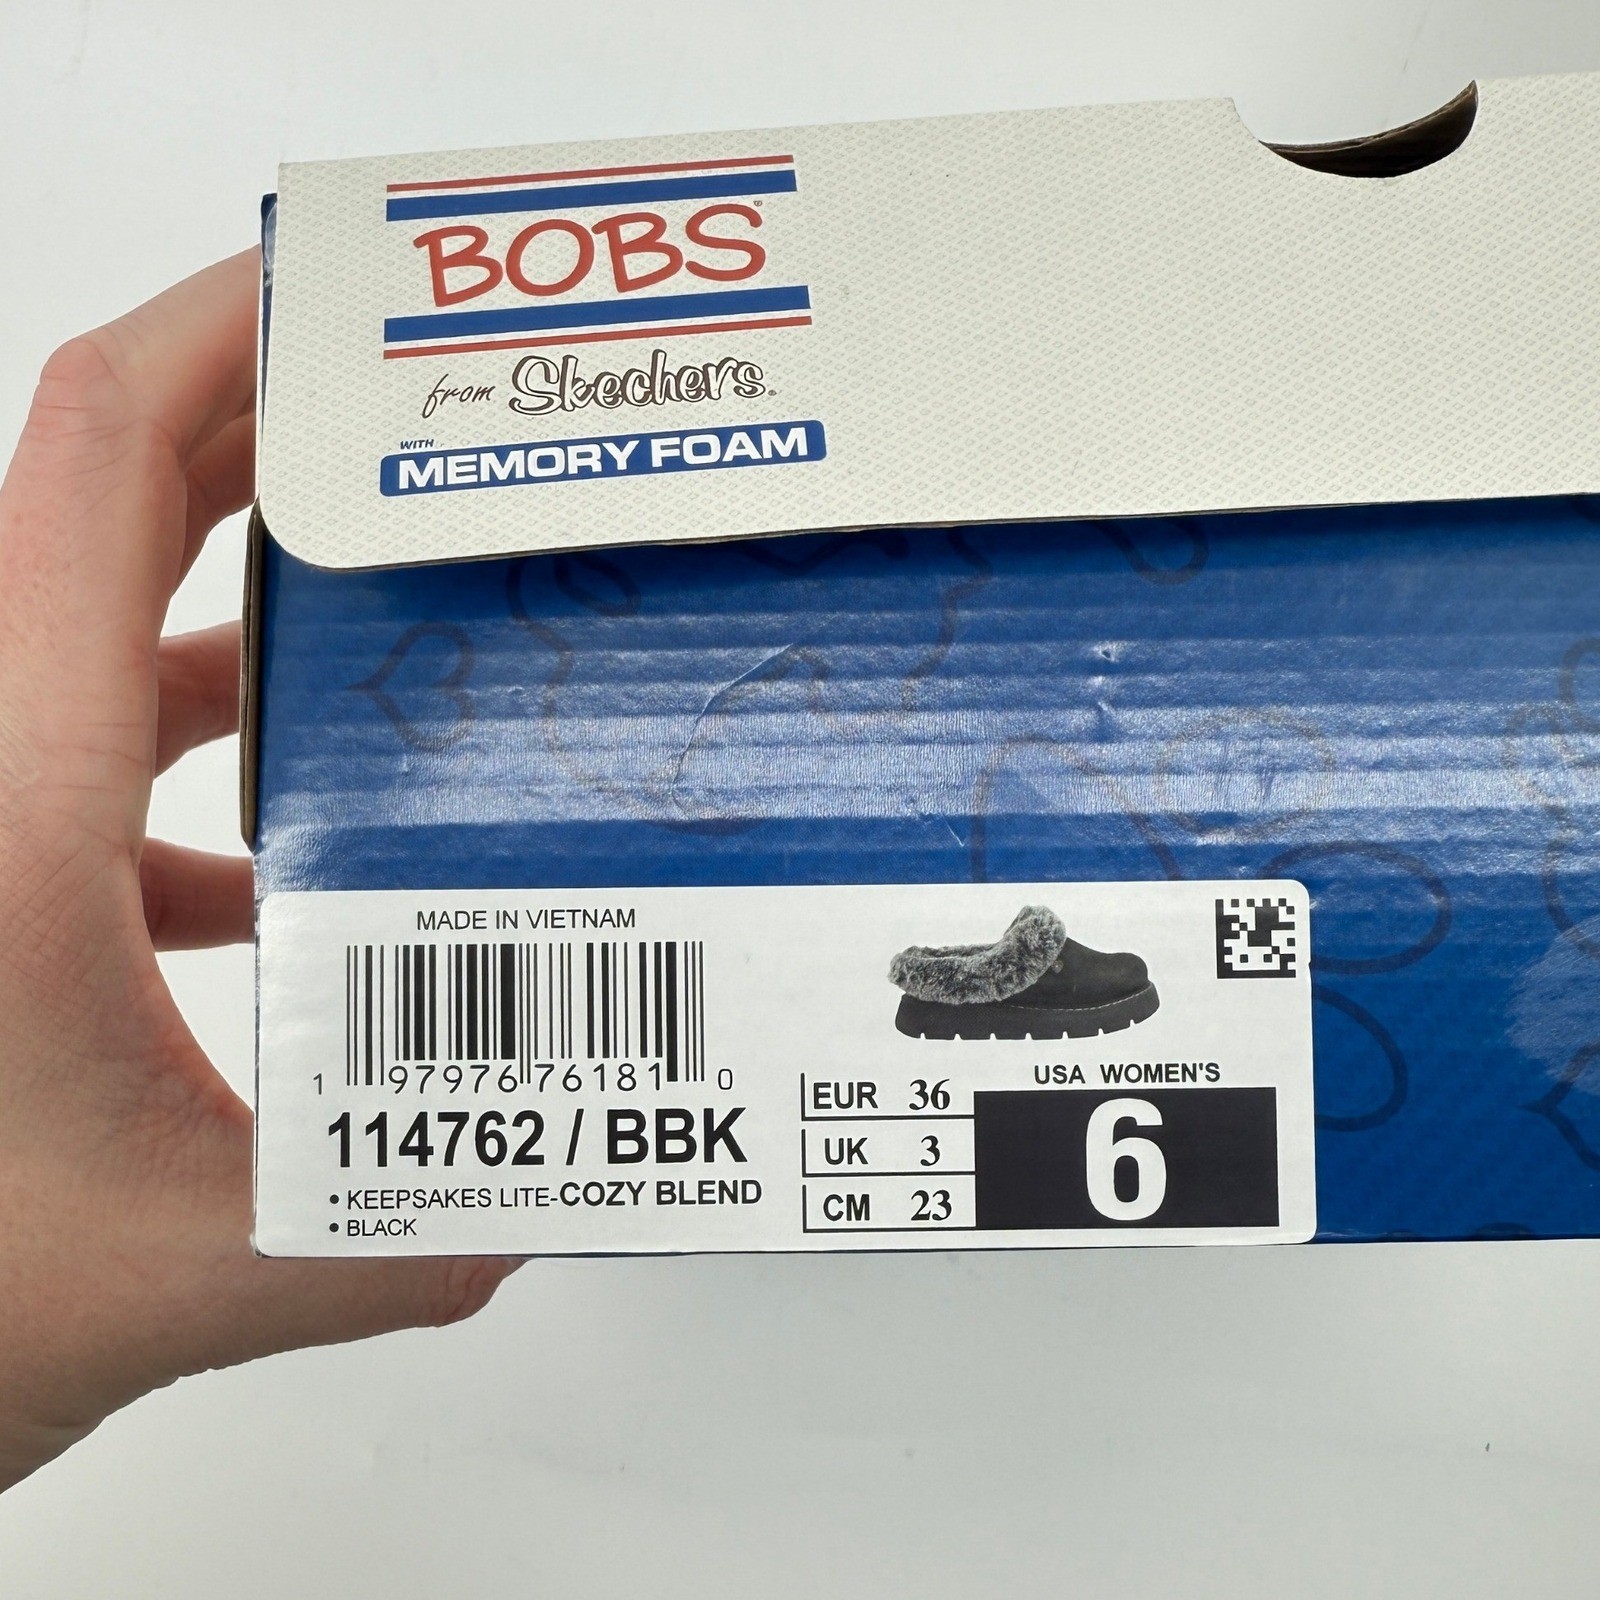 BOBS®
from Skechers®
WITH
MEMORY FOAM
MADE IN VIETNAM
1 97976 76181 0
114762 / BBK
• KEEPSAKES LITE-COZY BLEND
• BLACK
EUR 36
UK 3
CM 23
USA WOMEN'S
6